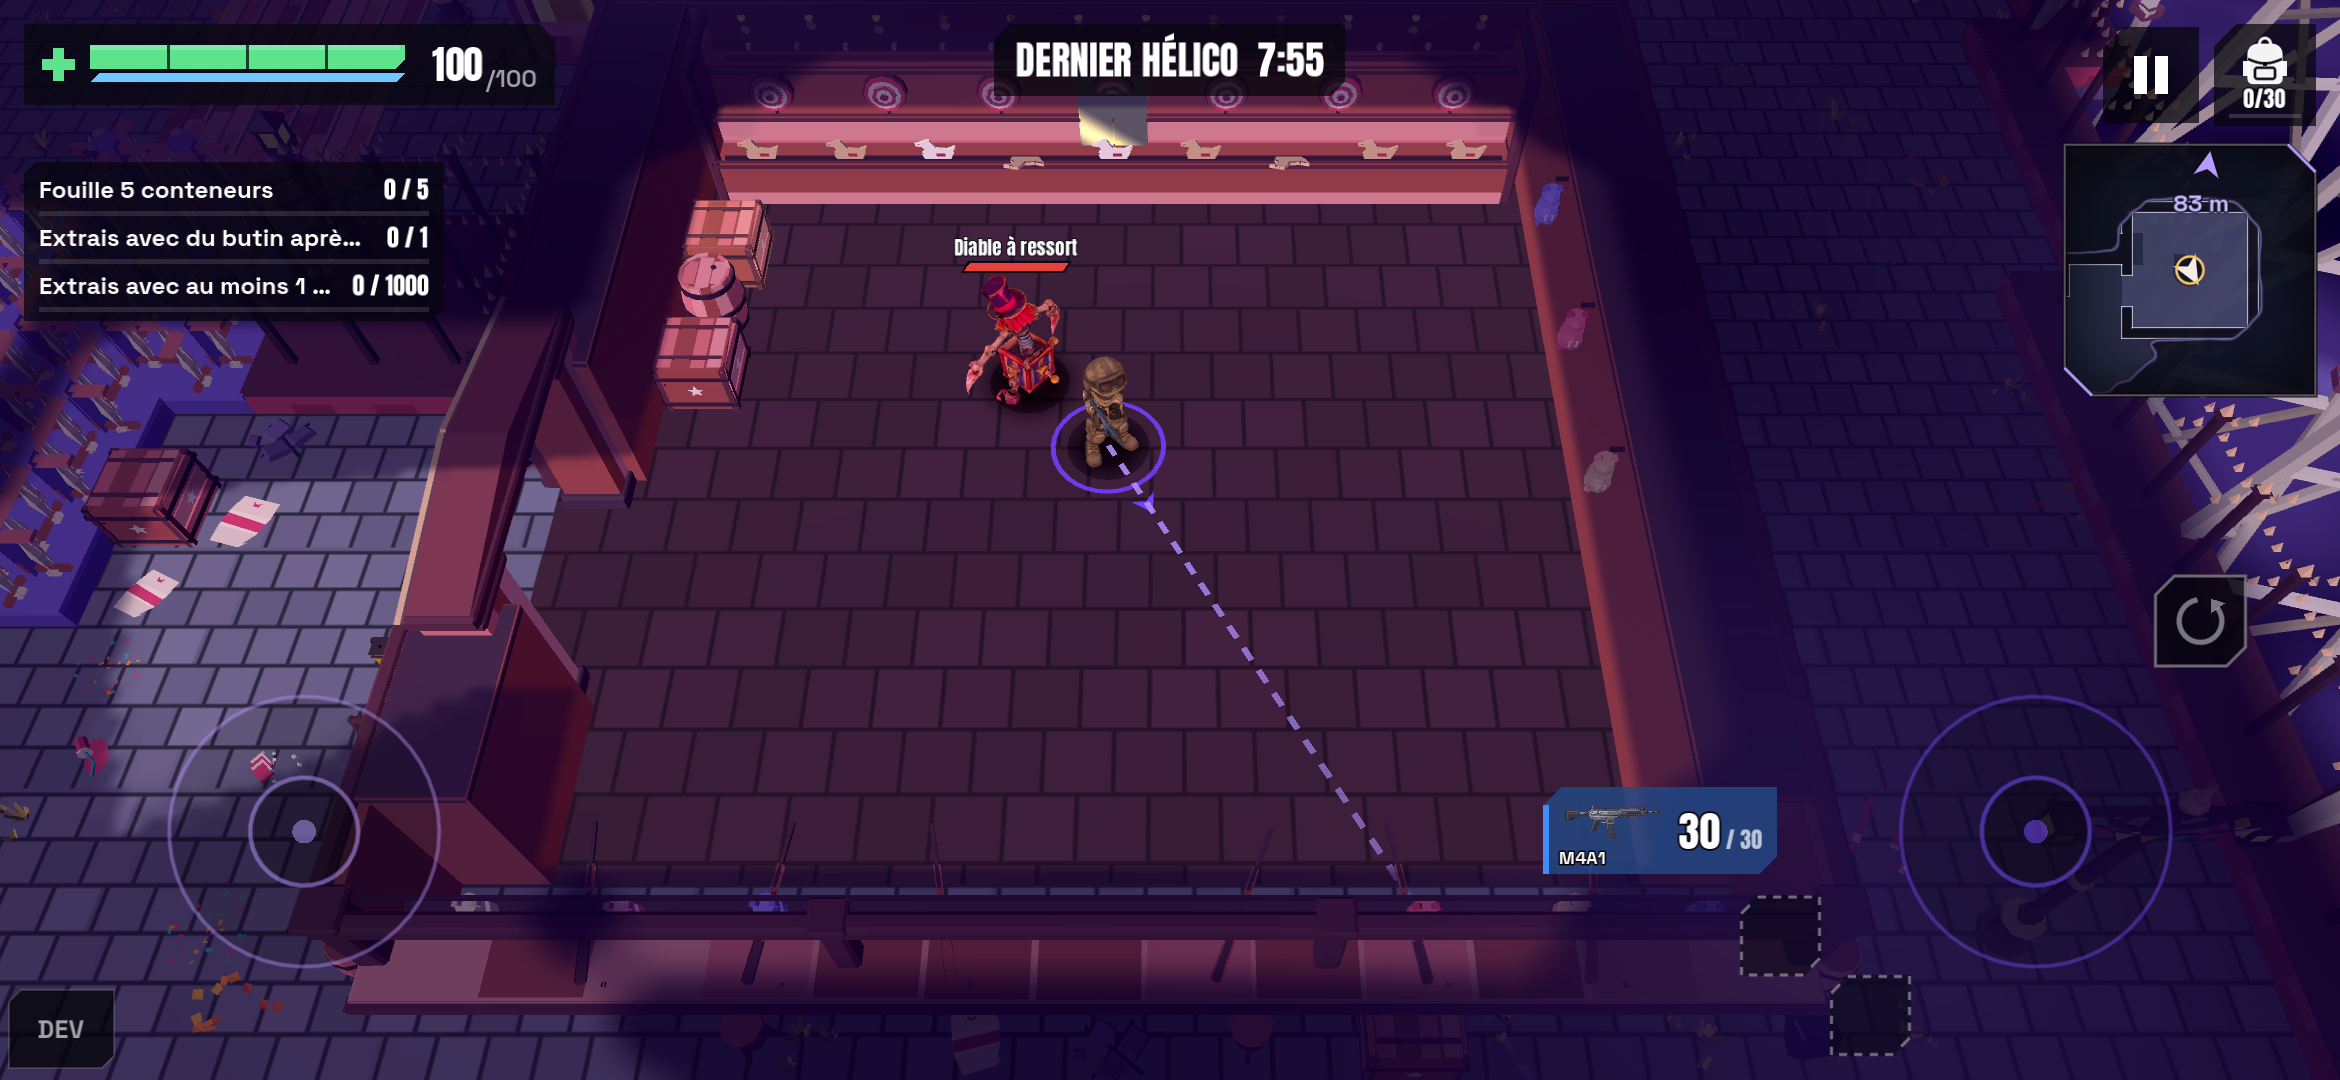 100/100
DERNIER HÉLICO 7:55
0/30
Fouille 5 conteneurs 0/5
Extrais avec du butin aprè... 0/1
Extrais avec au moins 1 ... 0/1000
83 m
Diable à ressort
30/30
M4A1
DEV